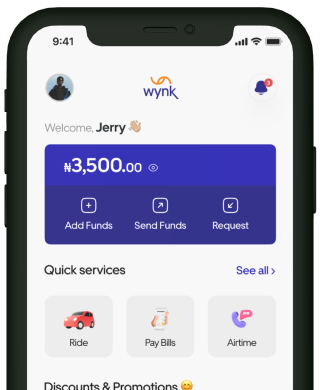 9:41
3
wynk
Welcome, Jerry 👋🏼
₦3,500.00
Add Funds Send Funds Request
Quick services See all ›
Ride Pay Bills Airtime
Discounts & Promotions 😄